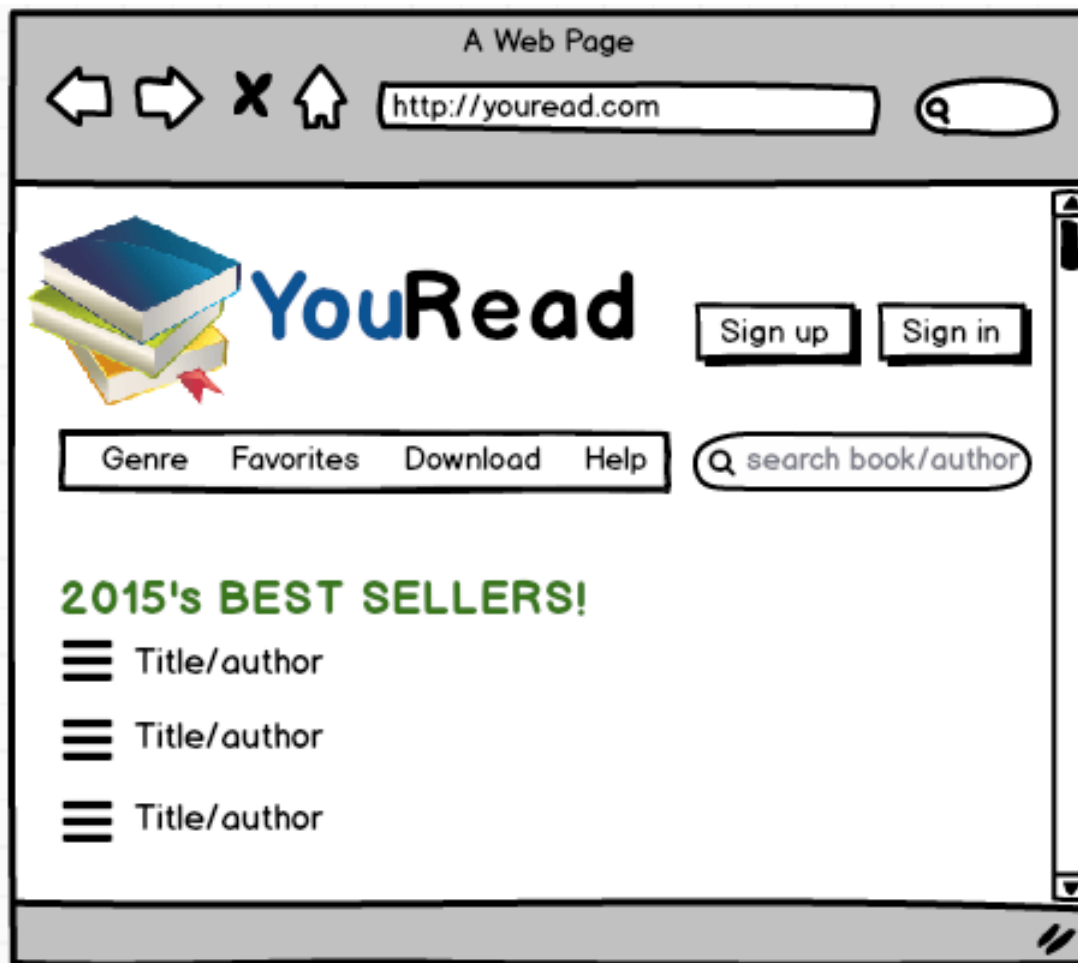 A Web Page
http://youread.com
YouRead
Sign up
Sign in
Genre Favorites Download Help
search book/author
2015's BEST SELLERS!
Title/author
Title/author
Title/author